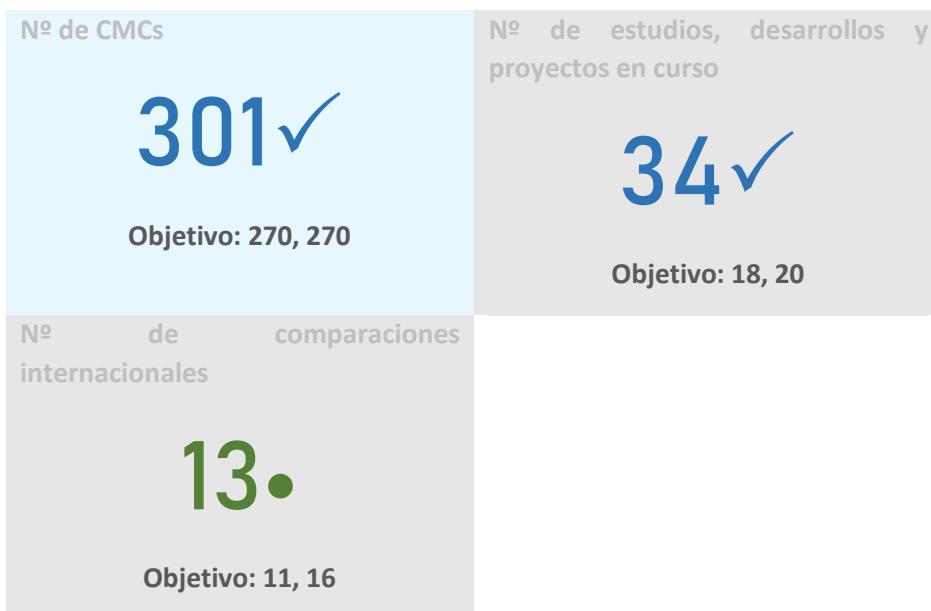 Nº de CMCs
301✓
Objetivo: 270, 270
Nº de estudios, desarrollos y
proyectos en curso
34✓
Objetivo: 18, 20
Nº de comparaciones
internacionales
13•
Objetivo: 11, 16